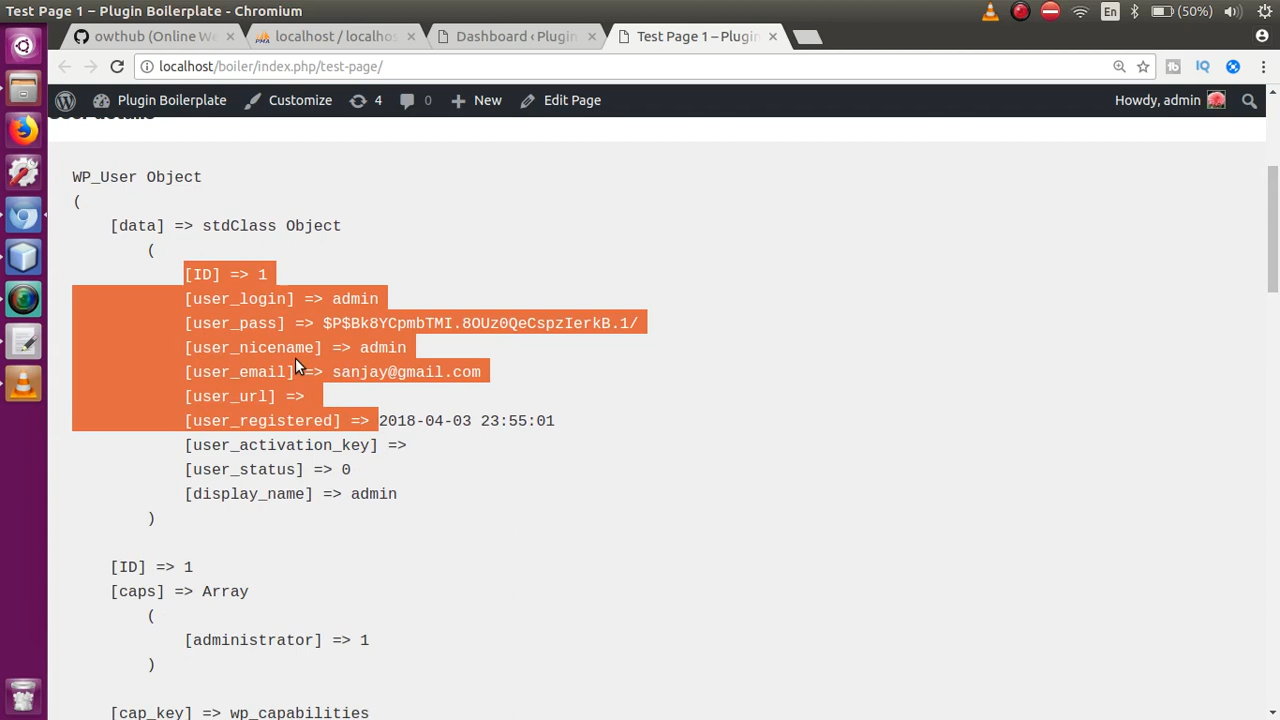 Test Page 1 – Plugin Boilerplate - Chromium
En
(50%)
owthub (Online We
localhost / localhos
Dashboard ‹ Plugin
Test Page 1 – Plugin
localhost/boiler/index.php/test-page/
Plugin Boilerplate
Customize
4
0
New
Edit Page
Howdy, admin
WP_User Object
(
[data] => stdClass Object
(
[ID] => 1
[user_login] => admin
[user_pass] => $P$Bk8YCpmbTMI.8OUz0QeCspzIerkB.1/
[user_nicename] => admin
[user_email] => sanjay@gmail.com
[user_url] =>
[user_registered] => 2018-04-03 23:55:01
[user_activation_key] =>
[user_status] => 0
[display_name] => admin
)
[ID] => 1
[caps] => Array
(
[administrator] => 1
)
[cap_key] => wp_capabilities